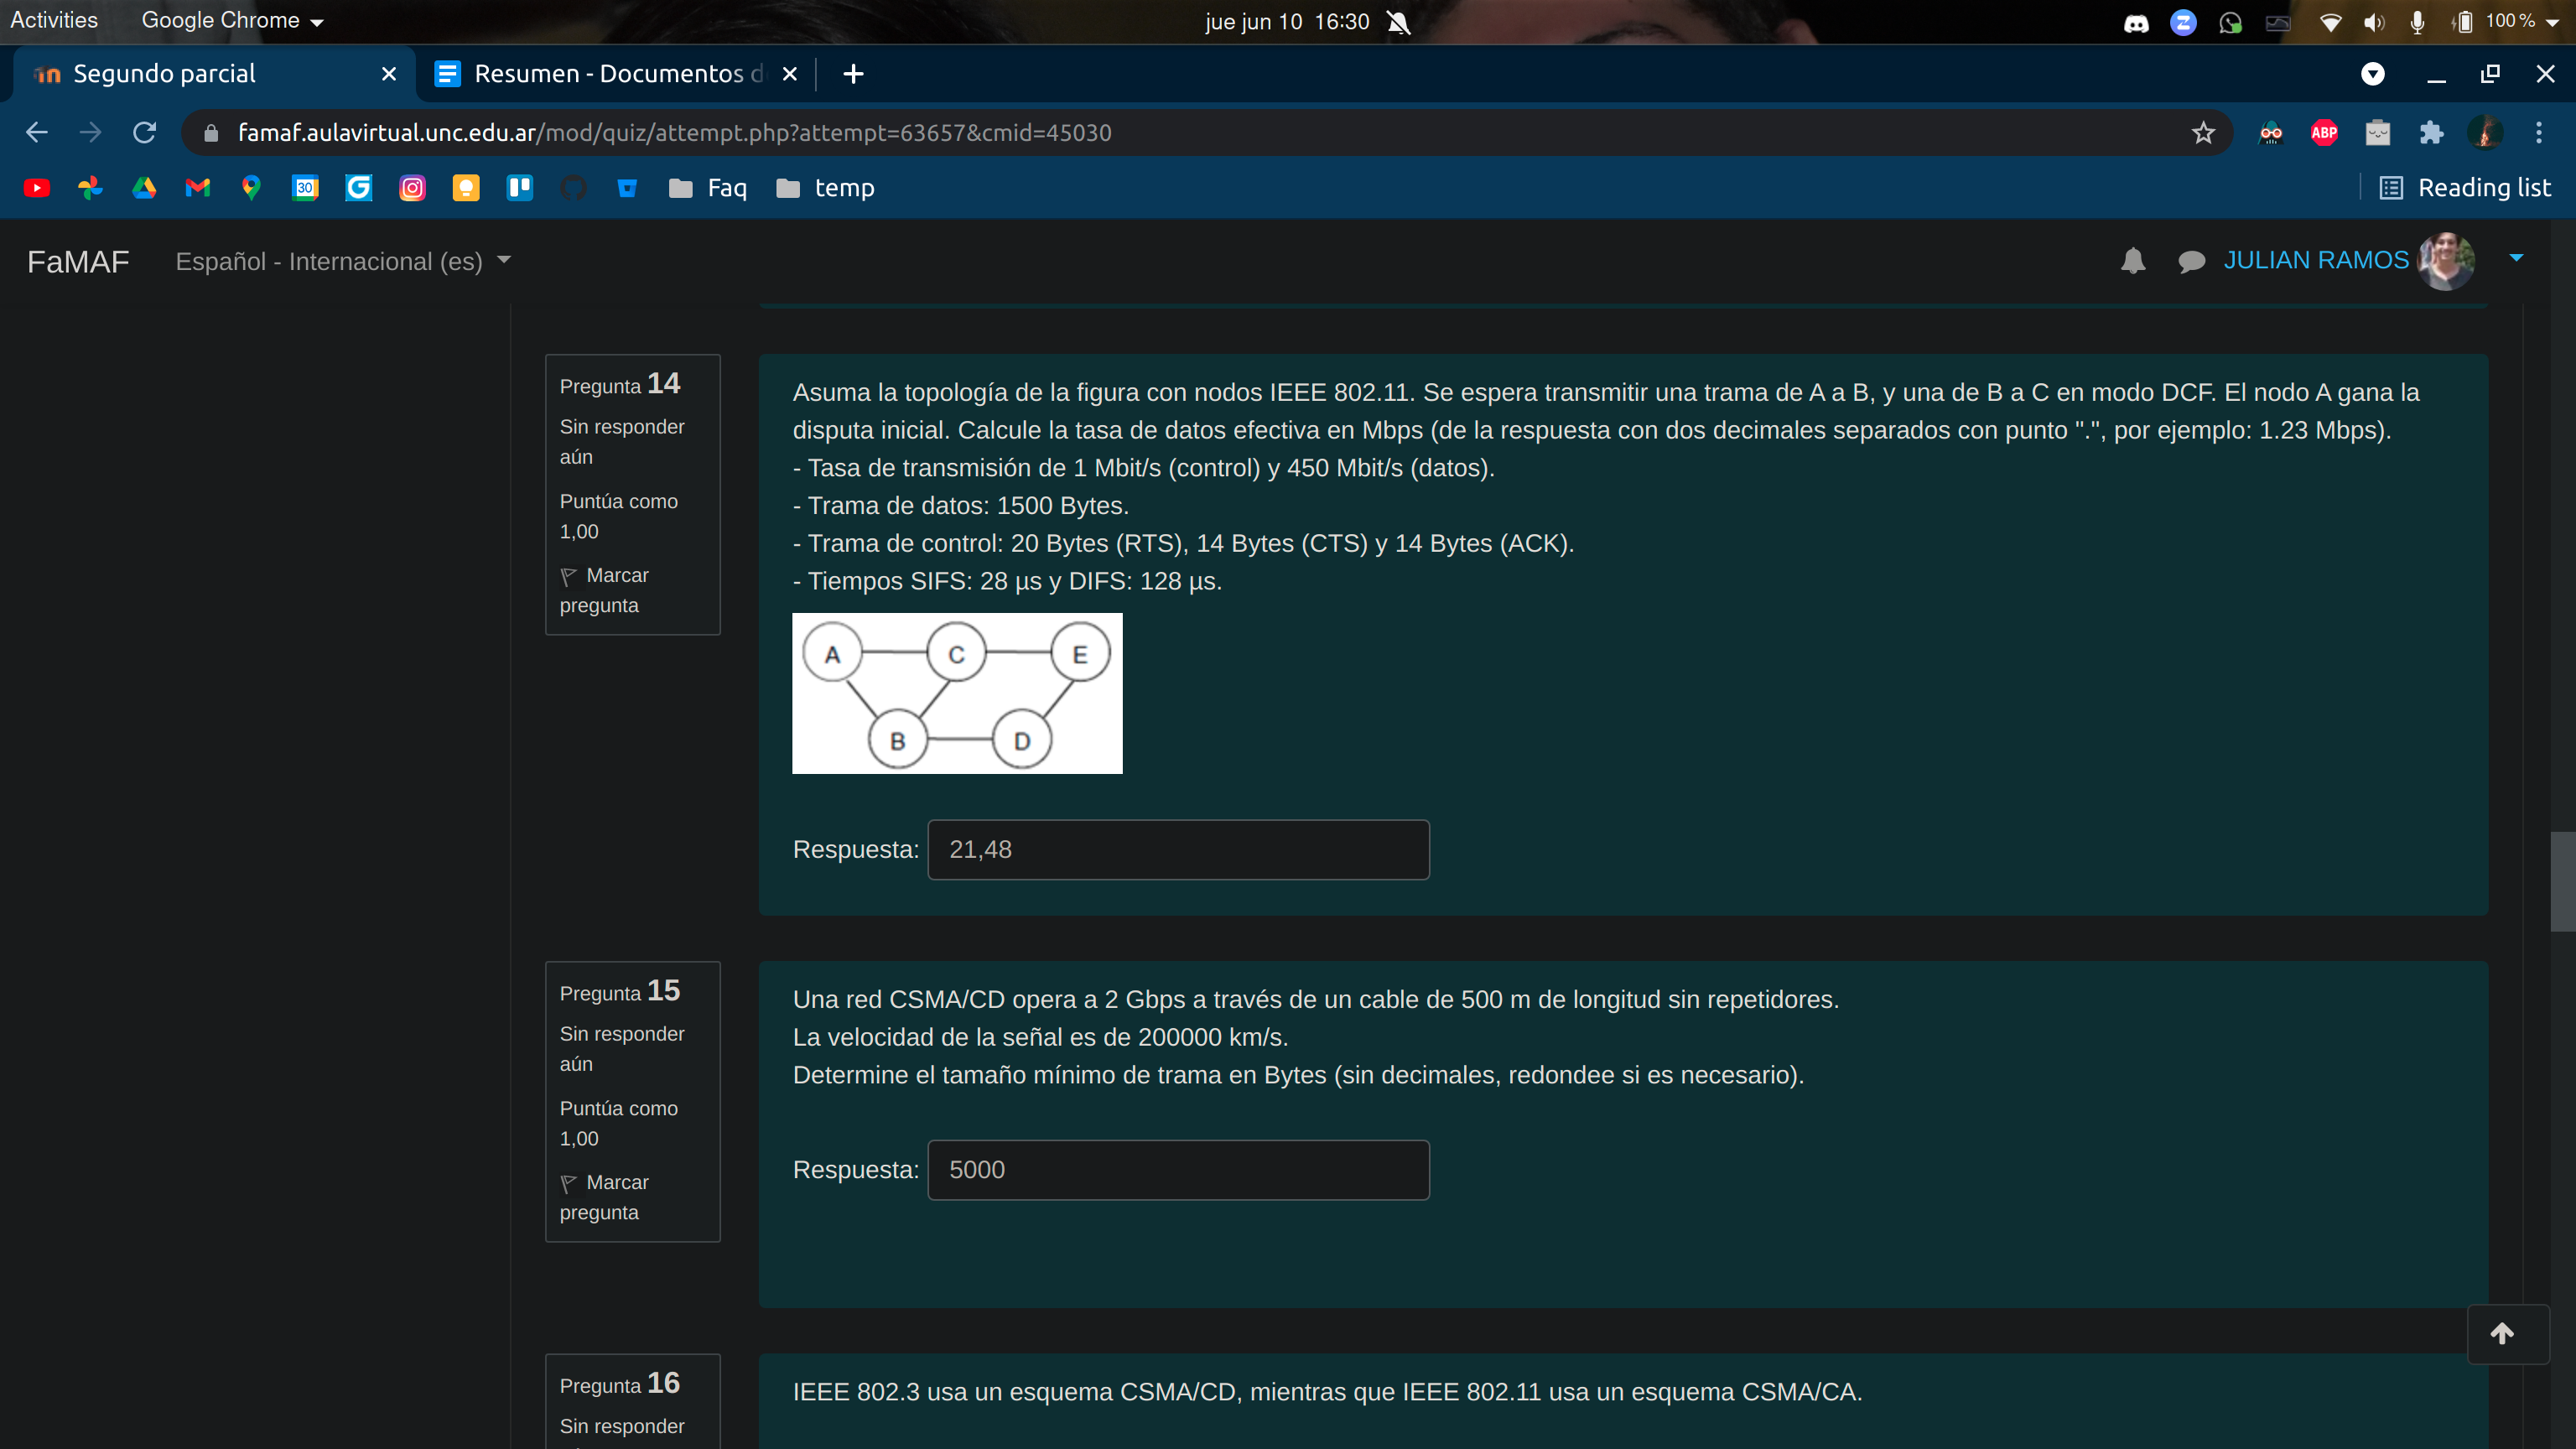 Activities
Google Chrome
jue jun 10 16:30
100 %
Segundo parcial
Resumen - Documentos d
famaf.aulavirtual.unc.edu.ar/mod/quiz/attempt.php?attempt=63657&cmid=45030
ABP
30
Faq
temp
Reading list
FaMAF
Español - Internacional (es)
JULIAN RAMOS
Pregunta 14
Sin responder
aún
Puntúa como
1,00
Marcar
pregunta
Asuma la topología de la figura con nodos IEEE 802.11. Se espera transmitir una trama de A a B, y una de B a C en modo DCF. El nodo A gana la
disputa inicial. Calcule la tasa de datos efectiva en Mbps (de la respuesta con dos decimales separados con punto ".", por ejemplo: 1.23 Mbps).
- Tasa de transmisión de 1 Mbit/s (control) y 450 Mbit/s (datos).
- Trama de datos: 1500 Bytes.
- Trama de control: 20 Bytes (RTS), 14 Bytes (CTS) y 14 Bytes (ACK).
- Tiempos SIFS: 28 µs y DIFS: 128 µs.
A
C
E
B
D
Respuesta: 21,48
Pregunta 15
Sin responder
aún
Puntúa como
1,00
Marcar
pregunta
Una red CSMA/CD opera a 2 Gbps a través de un cable de 500 m de longitud sin repetidores.
La velocidad de la señal es de 200000 km/s.
Determine el tamaño mínimo de trama en Bytes (sin decimales, redondee si es necesario).
Respuesta: 5000
Pregunta 16
Sin responder
IEEE 802.3 usa un esquema CSMA/CD, mientras que IEEE 802.11 usa un esquema CSMA/CA.